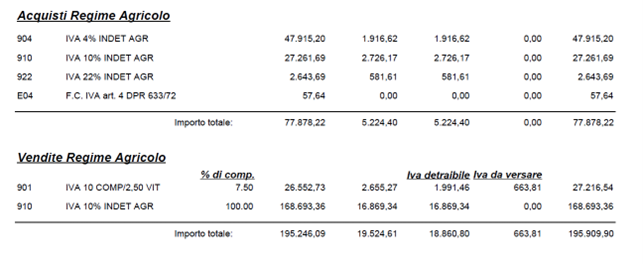 Acquisti Regime Agricolo
904 IVA 4% INDET AGR 47.915,20 1.916,62 1.916,62 0,00 47.915,20
910 IVA 10% INDET AGR 27.261,69 2.726,17 2.726,17 0,00 27.261,69
922 IVA 22% INDET AGR 2.643,69 581,61 581,61 0,00 2.643,69
E04 F.C. IVA art. 4 DPR 633/72 57,64 0,00 0,00 0,00 57,64
Importo totale: 77.878,22 5.224,40 5.224,40 0,00 77.878,22
Vendite Regime Agricolo
% di comp. Iva detraibile Iva da versare
901 IVA 10 COMP/2,50 VIT 7.50 26.552,73 2.655,27 1.991,46 663,81 27.216,54
910 IVA 10% INDET AGR 100.00 168.693,36 16.869,34 16.869,34 0,00 168.693,36
Importo totale: 195.246,09 19.524,61 18.860,80 663,81 195.909,90